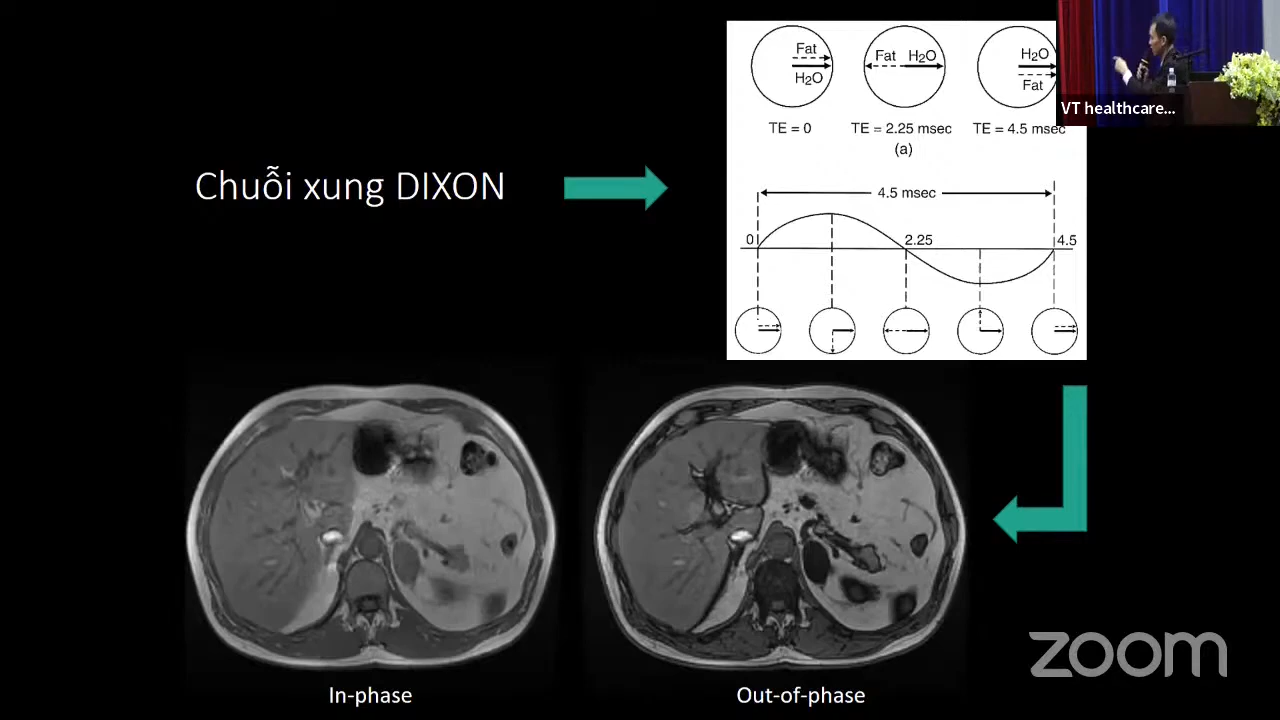 Chuỗi xung DIXON
Fat
H₂O
Fat H₂O
H₂O
Fat
TE = 0
TE = 2.25 msec
TE = 4.5 msec
(a)
4.5 msec
0
2.25
4.5
VT healthcare...
In-phase
Out-of-phase
zoom